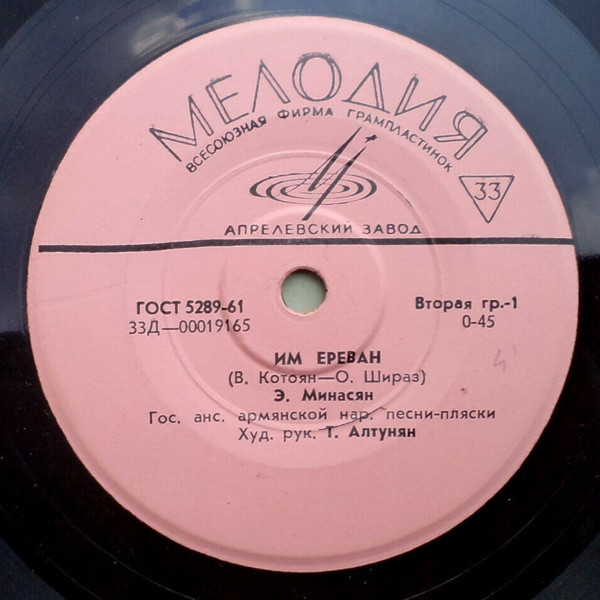 МЕЛОДИЯ
ВСЕСОЮЗНАЯ ФИРМА ГРАМПЛАСТИНОК
33
АПРЕЛЕВСКИЙ ЗАВОД
ГОСТ 5289-61 Вторая гр.-1
33Д—00019165 0-45
ИМ ЕРЕВАН
(В. Котоян—О. Шираз)
Э. Минасян
Гос. анс. армянской нар. песни-пляски
Худ. рук. Т. Алтунян